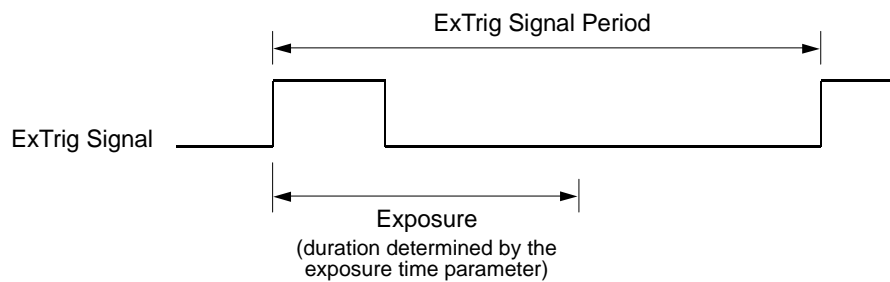 ExTrig Signal Period
ExTrig Signal
Exposure
(duration determined by the
exposure time parameter)